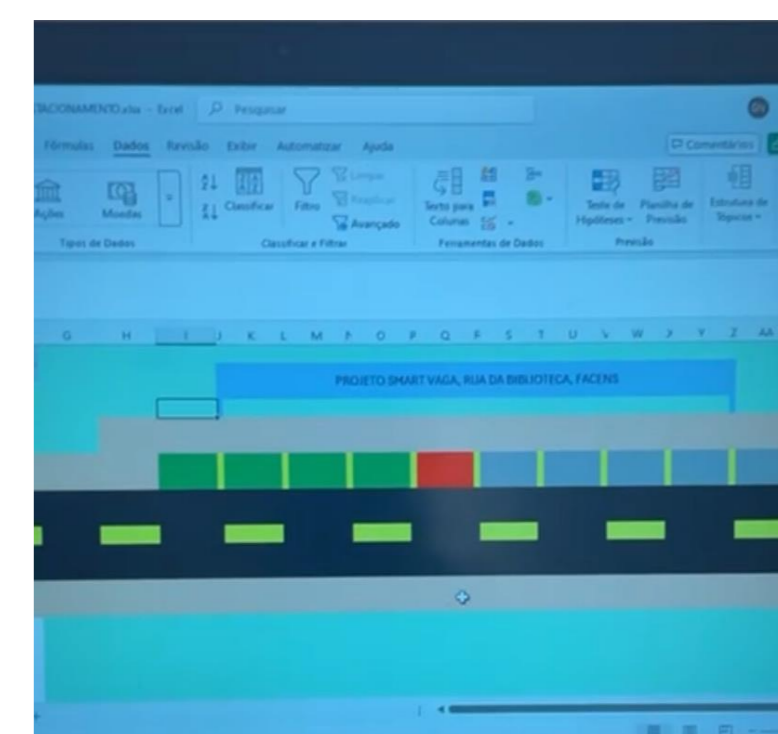 TACIONAMENTO.xlsx - Excel
Pesquisar
GV
Fórmulas Dados Revisão Exibir Automatizar Ajuda
Comentários
Ações Moedas
Classificar
Filtro
Limpar
Reaplicar
Avançado
Texto para
Colunas
Teste de
Hipóteses
Planilha de
Previsão
Estrutura de
Tópicos
Tipos de Dados
Classificar e Filtrar
Ferramentas de Dados
Previsão
G H I J K L M N O P Q R S T U V W X Y Z AA
PROJETO SMART VAGA, RUA DA BIBLIOTECA, FACENS